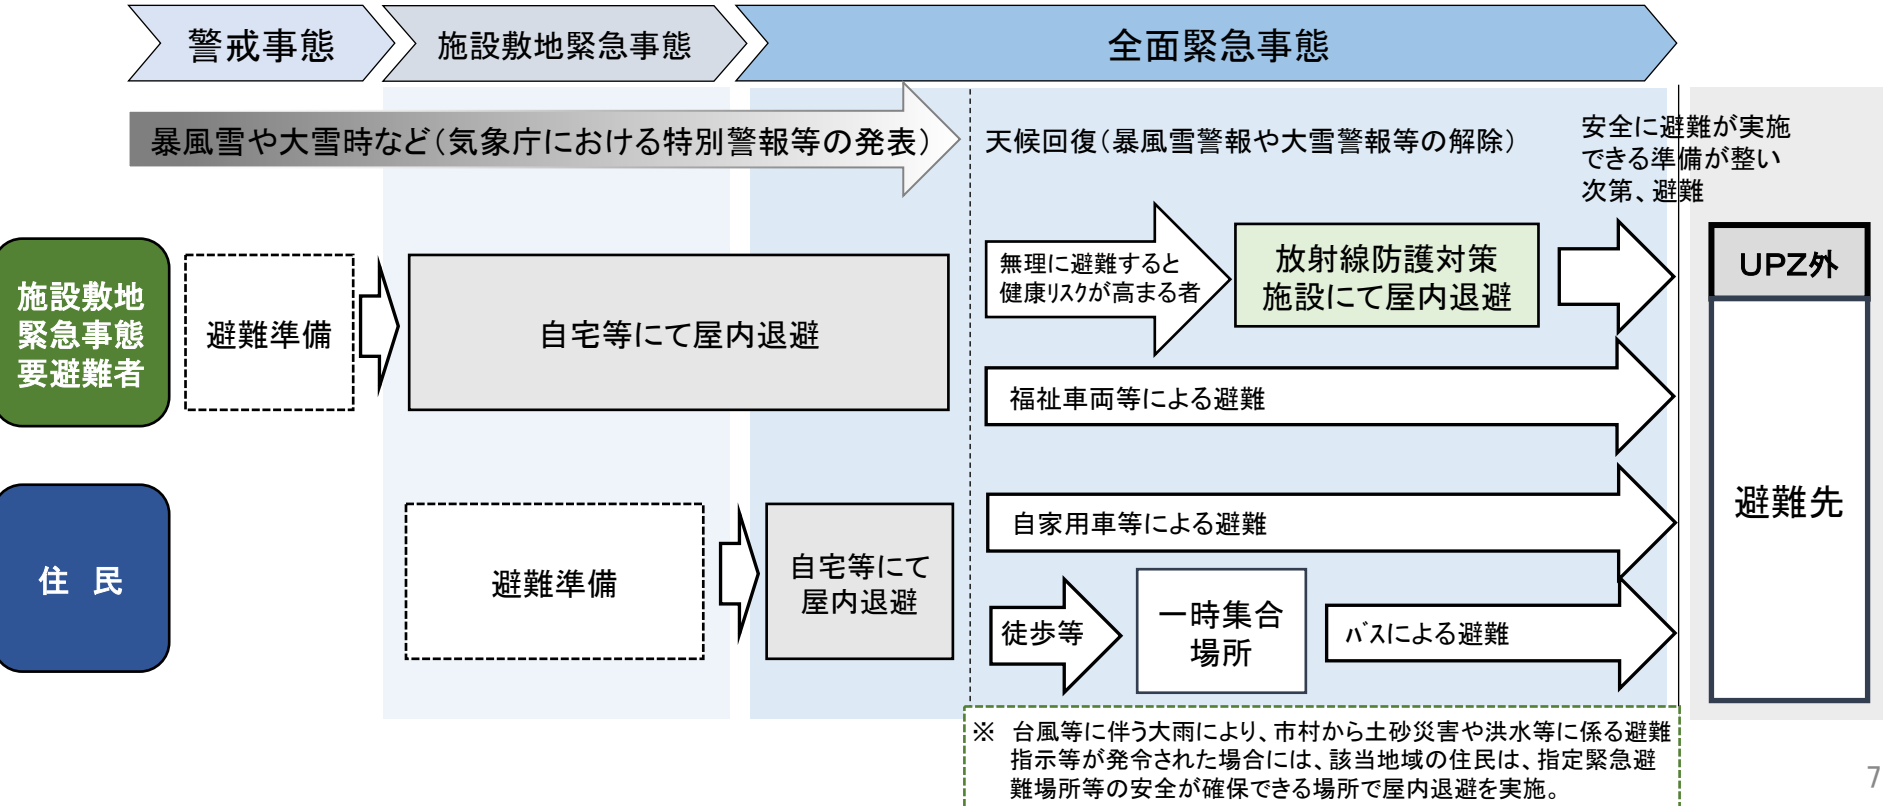 警戒事態
施設敷地緊急事態
全面緊急事態
暴風雪や大雪時など(気象庁における特別警報等の発表)
天候回復(暴風雪警報や大雪警報等の解除)
安全に避難が実施
できる準備が整い
次第、避難
施設敷地
緊急事態
要避難者
避難準備
自宅等にて屋内退避
無理に避難すると
健康リスクが高まる者
放射線防護対策
施設にて屋内退避
福祉車両等による避難
UPZ外
避難先
住 民
避難準備
自宅等にて
屋内退避
自家用車等による避難
徒歩等
一時集合
場所
バスによる避難
※ 台風等に伴う大雨により、市村から土砂災害や洪水等に係る避難
指示等が発令された場合には、該当地域の住民は、指定緊急避
難場所等の安全が確保できる場所で屋内退避を実施。
7